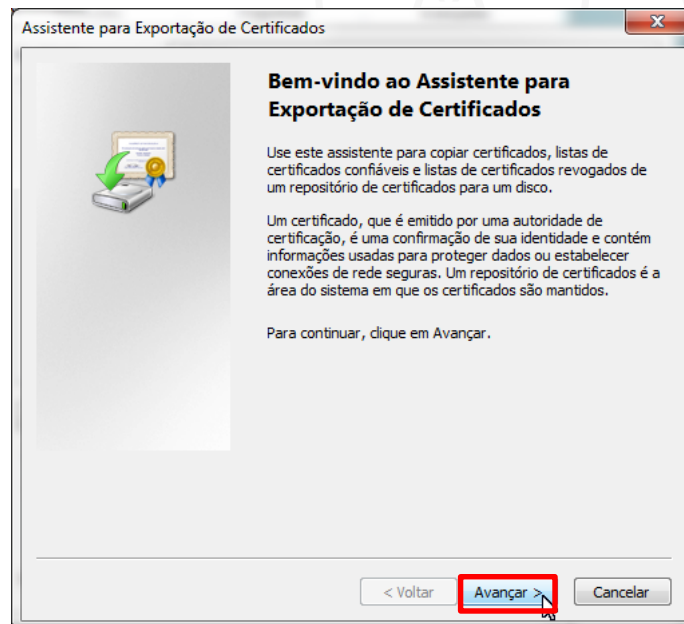 Assistente para Exportação de Certificados
x
Bem-vindo ao Assistente para
Exportação de Certificados
Use este assistente para copiar certificados, listas de
certificados confiáveis e listas de certificados revogados de
um repositório de certificados para um disco.
Um certificado, que é emitido por uma autoridade de
certificação, é uma confirmação de sua identidade e contém
informações usadas para proteger dados ou estabelecer
conexões de rede seguras. Um repositório de certificados é a
área do sistema em que os certificados são mantidos.
Para continuar, clique em Avançar.
< Voltar Avançar > Cancelar